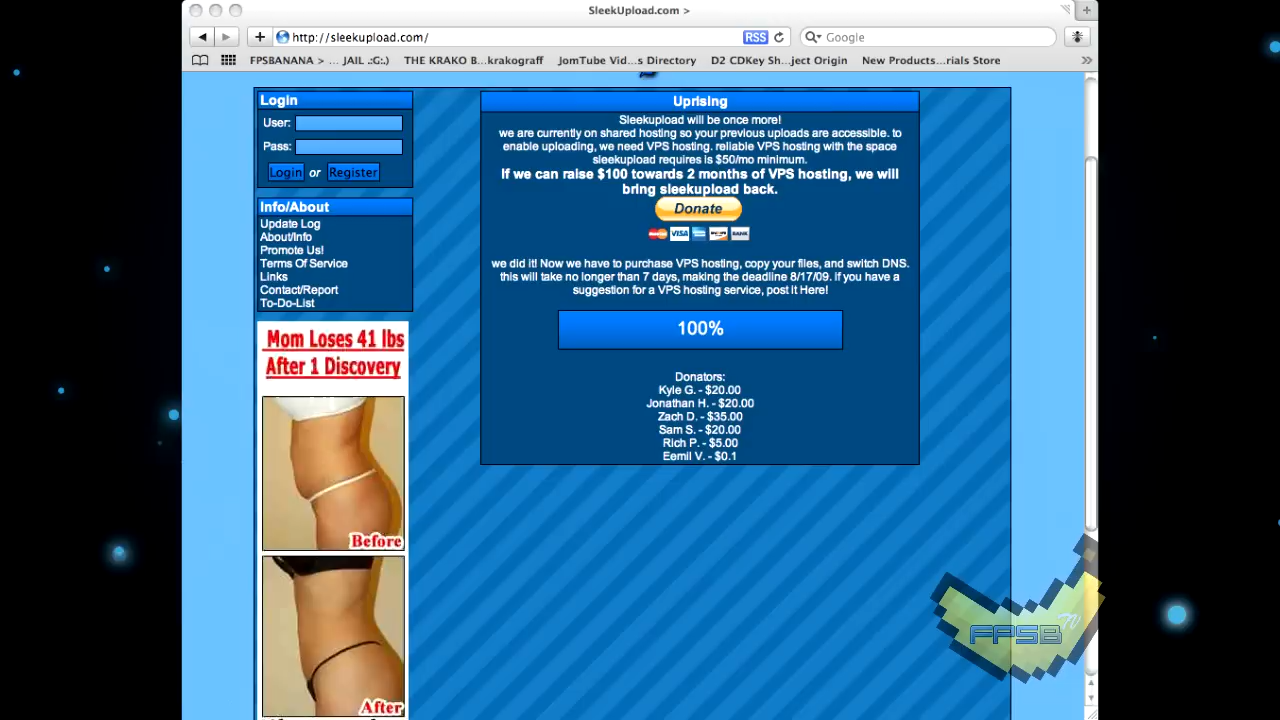 SleekUpload.com >
http://sleekupload.com/
RSS
Google
FPSBANANA > ... JAIL .:G:.)
THE KRAKO B...krakograff
JomTube Vid...s Directory
D2 CDKey Sh...ject Origin
New Products...rials Store
Login
User:
Pass:
Login or Register
Info/About
Update Log
About/Info
Promote Us!
Terms Of Service
Links
Contact/Report
To-Do-List
Mom Loses 41 lbs
After 1 Discovery
Before
After
Uprising
Sleekupload will be once more!
we are currently on shared hosting so your previous uploads are accessible. to
enable uploading, we need VPS hosting. reliable VPS hosting with the space
sleekupload requires is $50/mo minimum.
If we can raise $100 towards 2 months of VPS hosting, we will
bring sleekupload back.
Donate
VISA
BANK
we did it! Now we have to purchase VPS hosting, copy your files, and switch DNS.
this will take no longer than 7 days, making the deadline 8/17/09. if you have a
suggestion for a VPS hosting service, post it Here!
100%
Donators:
Kyle G. - $20.00
Jonathan H. - $20.00
Zach D. - $35.00
Sam S. - $20.00
Rich P. - $5.00
Eemil V. - $0.1
FPSB
TV